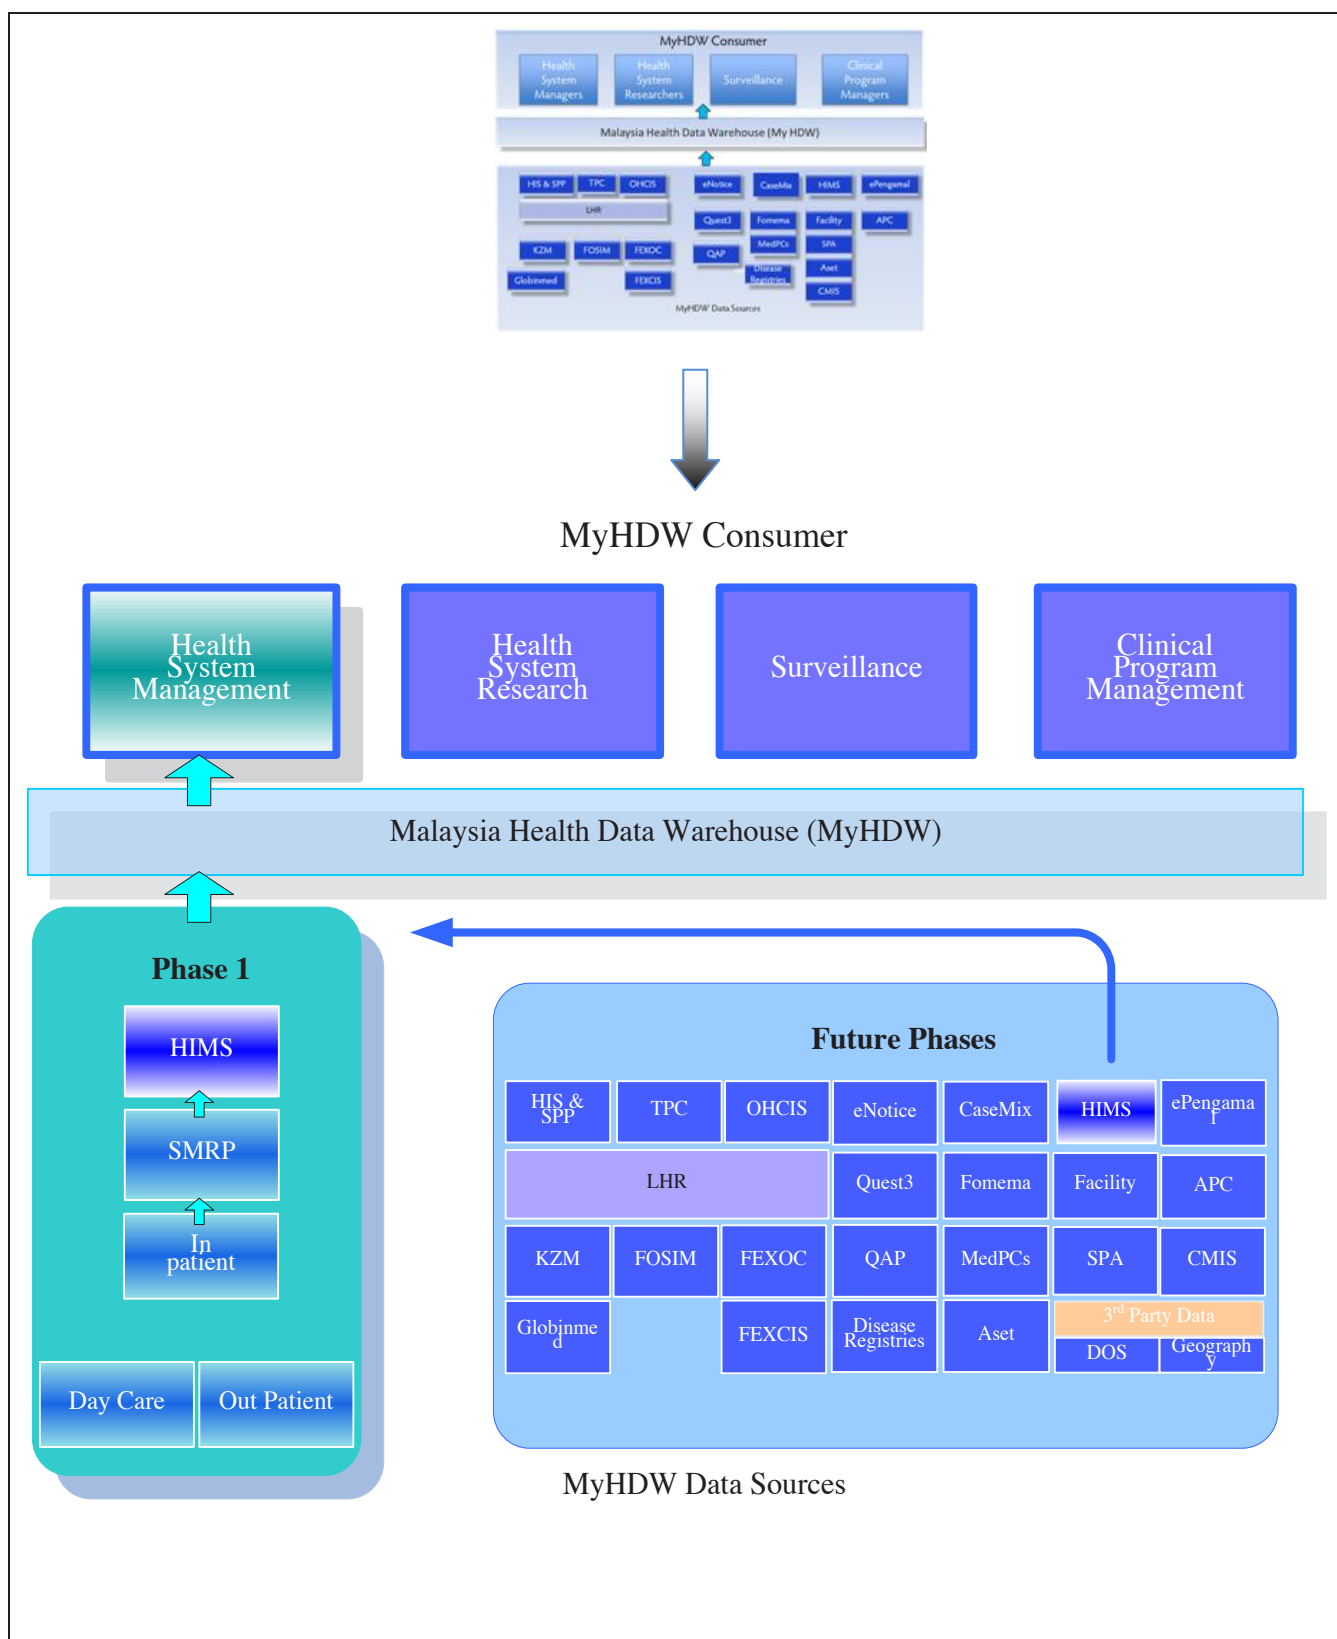 MyHDW Consumer
Health
System
Managers
Health
System
Researchers
Surveillance
Clinical
Program
Managers
Malaysia Health Data Warehouse (My HDW)
HIS & SPP
TPC
OHCIS
eNotice
CaseMix
HIMS
ePengamal
LHR
Quest3
Fomema
Facility
APC
KZM
FOSIM
FEXOC
QAP
MedPCs
SPA
Globinmed
FEXCIS
Disease
Registries
Aset
CMIS
MyHDW Data Sources
MyHDW Consumer
Health
System
Management
Health
System
Research
Surveillance
Clinical
Program
Management
Malaysia Health Data Warehouse (MyHDW)
Phase 1
HIMS
SMRP
In
patient
Day Care
Out Patient
Future Phases
HIS &
SPP
TPC
OHCIS
eNotice
CaseMix
HIMS
ePengama
l
LHR
Quest3
Fomema
Facility
APC
KZM
FOSIM
FEXOC
QAP
MedPCs
SPA
CMIS
Globinme
d
FEXCIS
Disease
Registries
Aset
3rd Party Data
DOS
Geograph
y
MyHDW Data Sources